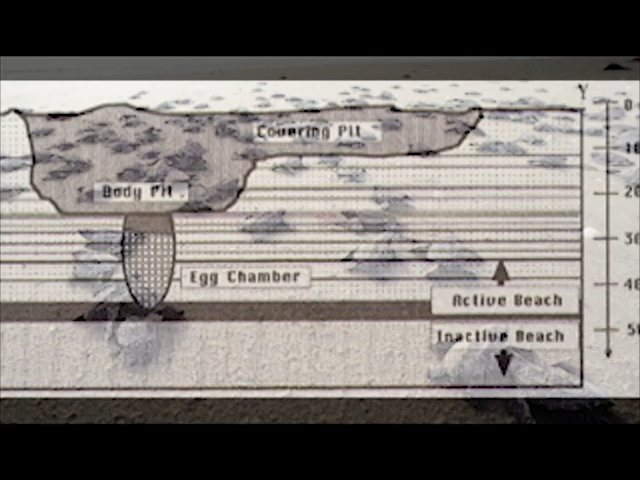 Y
Covering Pit
0
10
Body Pit
20
30
Egg Chamber
40
Active Beach
Inactive Beach
50